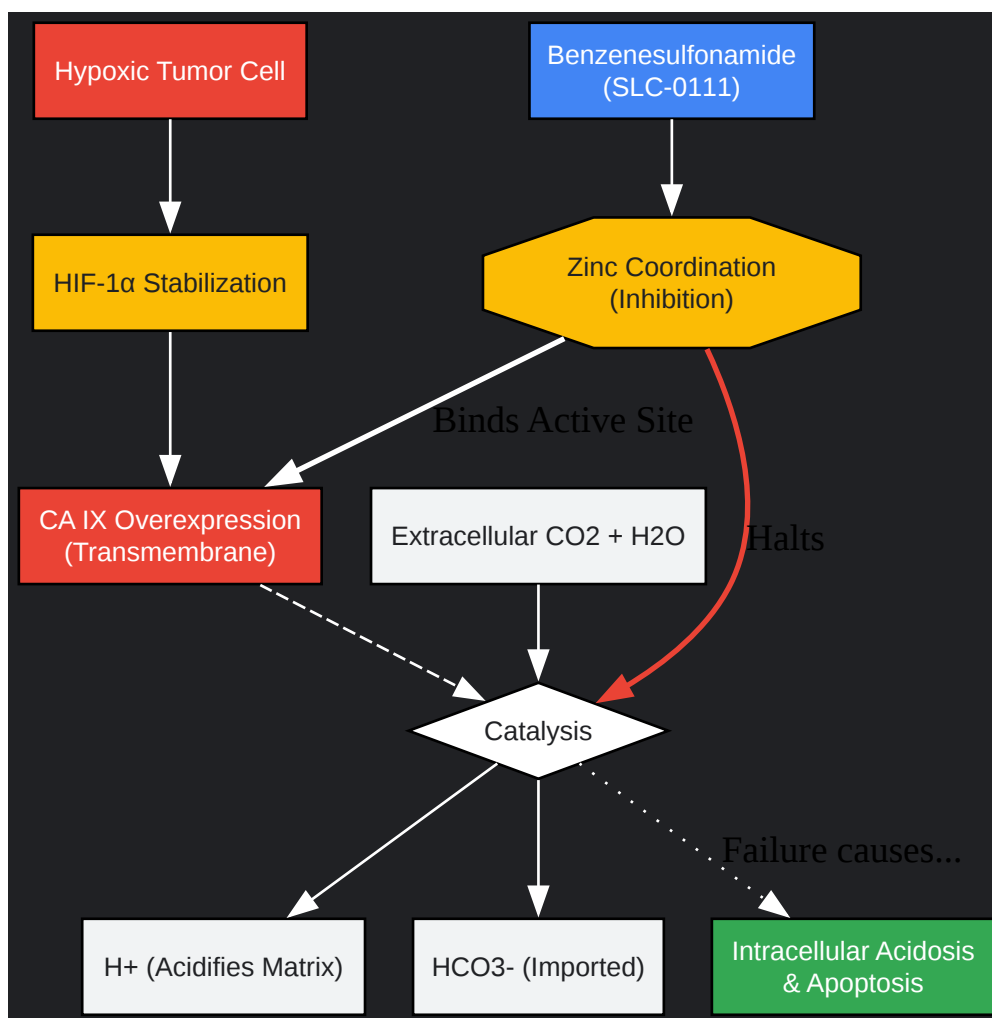 Hypoxic Tumor Cell
Benzenesulfonamide
(SLC-0111)
HIF-1α Stabilization
Zinc Coordination
(Inhibition)
Binds Active Site
CA IX Overexpression
(Transmembrane)
Extracellular CO2 + H2O
Halts
Catalysis
Failure causes...
H+ (Acidifies Matrix)
HCO3- (Imported)
Intracellular Acidosis
& Apoptosis